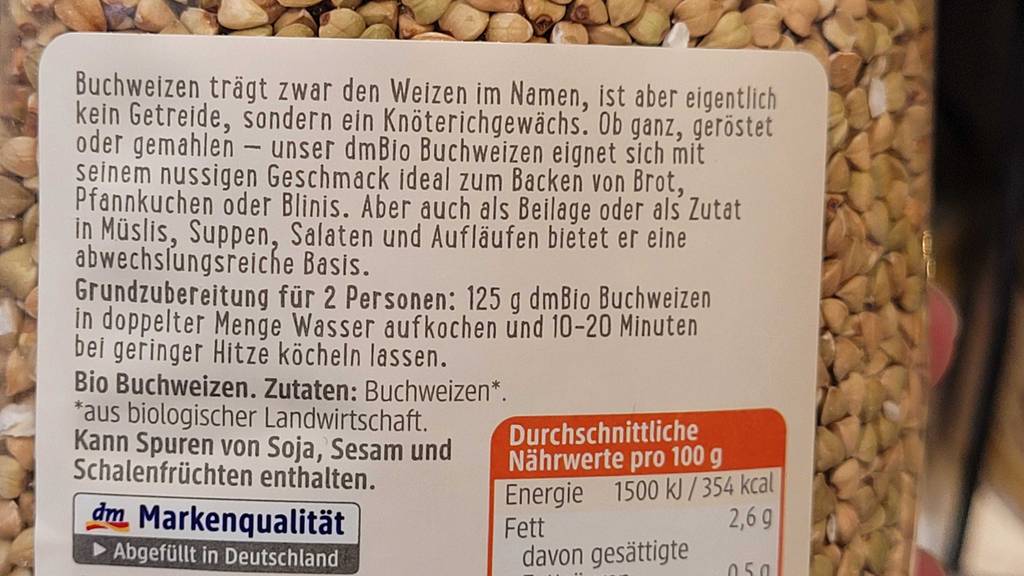 Buchweizen trägt zwar den Weizen im Namen, ist aber eigentlich
kein Getreide, sondern ein Knöterichgewächs. Ob ganz, geröstet
oder gemahlen – unser dmBio Buchweizen eignet sich mit
seinem nussigen Geschmack ideal zum Backen von Brot,
Pfannkuchen oder Blinis. Aber auch als Beilage oder als Zutat
in Müslis, Suppen, Salaten und Aufläufen bietet er eine
abwechslungsreiche Basis.
Grundzubereitung für 2 Personen: 125 g dmBio Buchweizen
in doppelter Menge Wasser aufkochen und 10-20 Minuten
bei geringer Hitze köcheln lassen.
Bio Buchweizen. Zutaten: Buchweizen*.
*aus biologischer Landwirtschaft.
Kann Spuren von Soja, Sesam und
Schalenfrüchten enthalten.
dm Markenqualität
▶ Abgefüllt in Deutschland
Durchschnittliche
Nährwerte pro 100 g
Energie 1500 kJ / 354 kcal
Fett 2,6 g
davon gesättigte
0,5 g